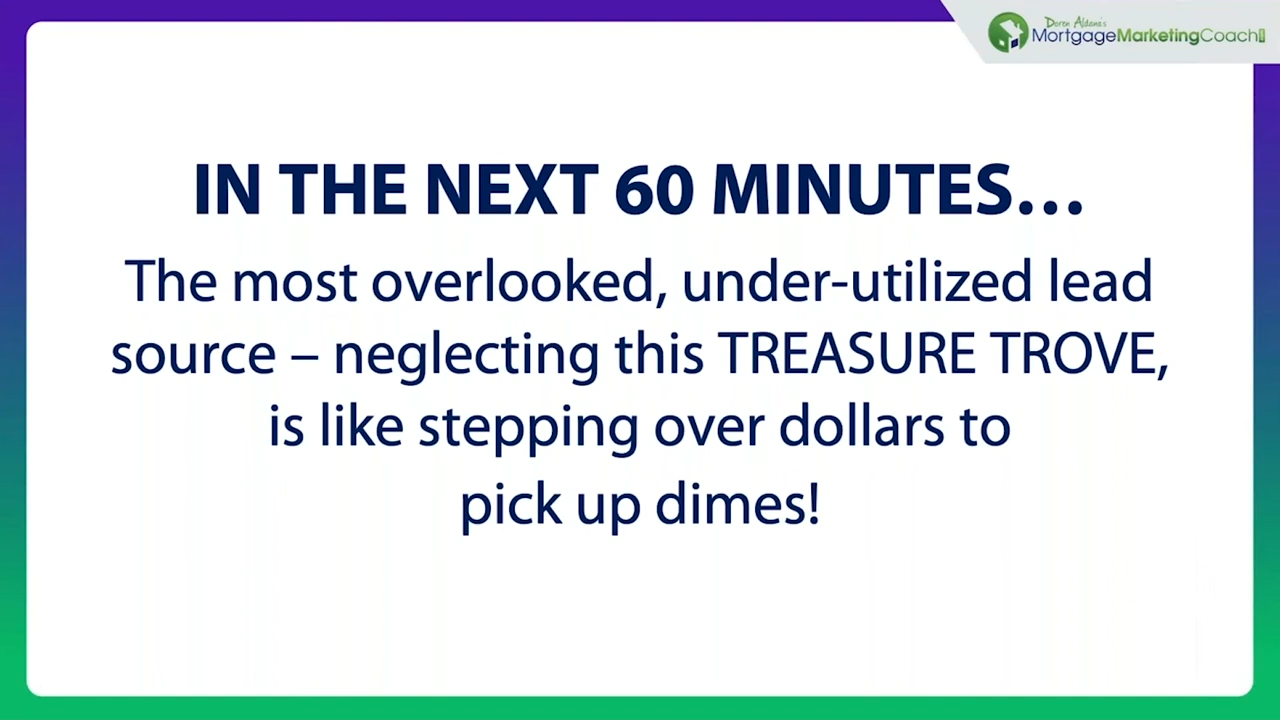 Doren Aldana's
MortgageMarketingCoach
IN THE NEXT 60 MINUTES...
The most overlooked, under-utilized lead
source – neglecting this TREASURE TROVE,
is like stepping over dollars to
pick up dimes!